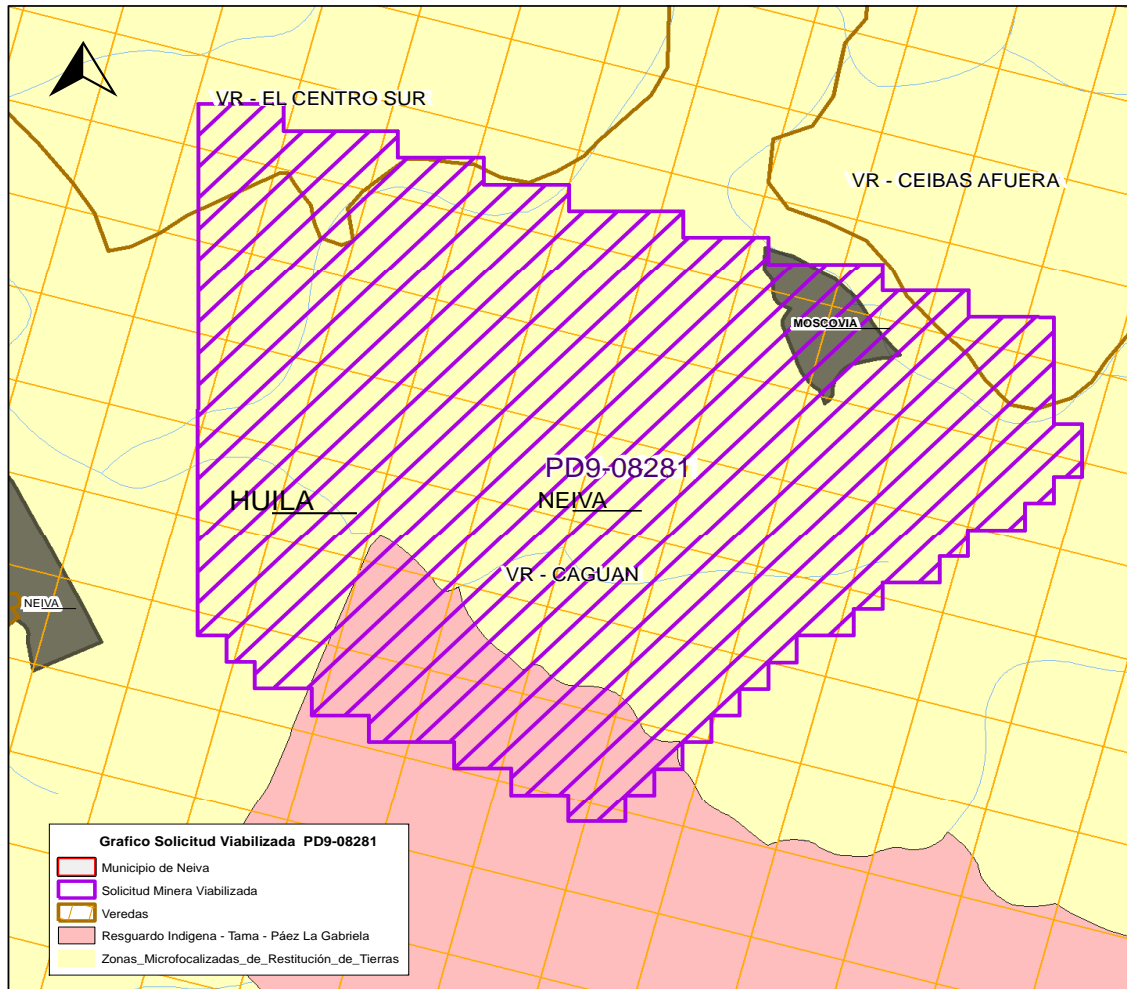 VR - EL CENTRO SUR
VR - CEIBAS AFUERA
MOSCOVIA
PD9-08281
HUILA
NEIVA
VR - CAGUAN
NEIVA
Grafico Solicitud Viabilizada PD9-08281
Municipio de Neiva
Solicitud Minera Viabilizada
Veredas
Resguardo Indigena - Tama - Páez La Gabriela
Zonas_Microfocalizadas_de_Restitución_de_Tierras